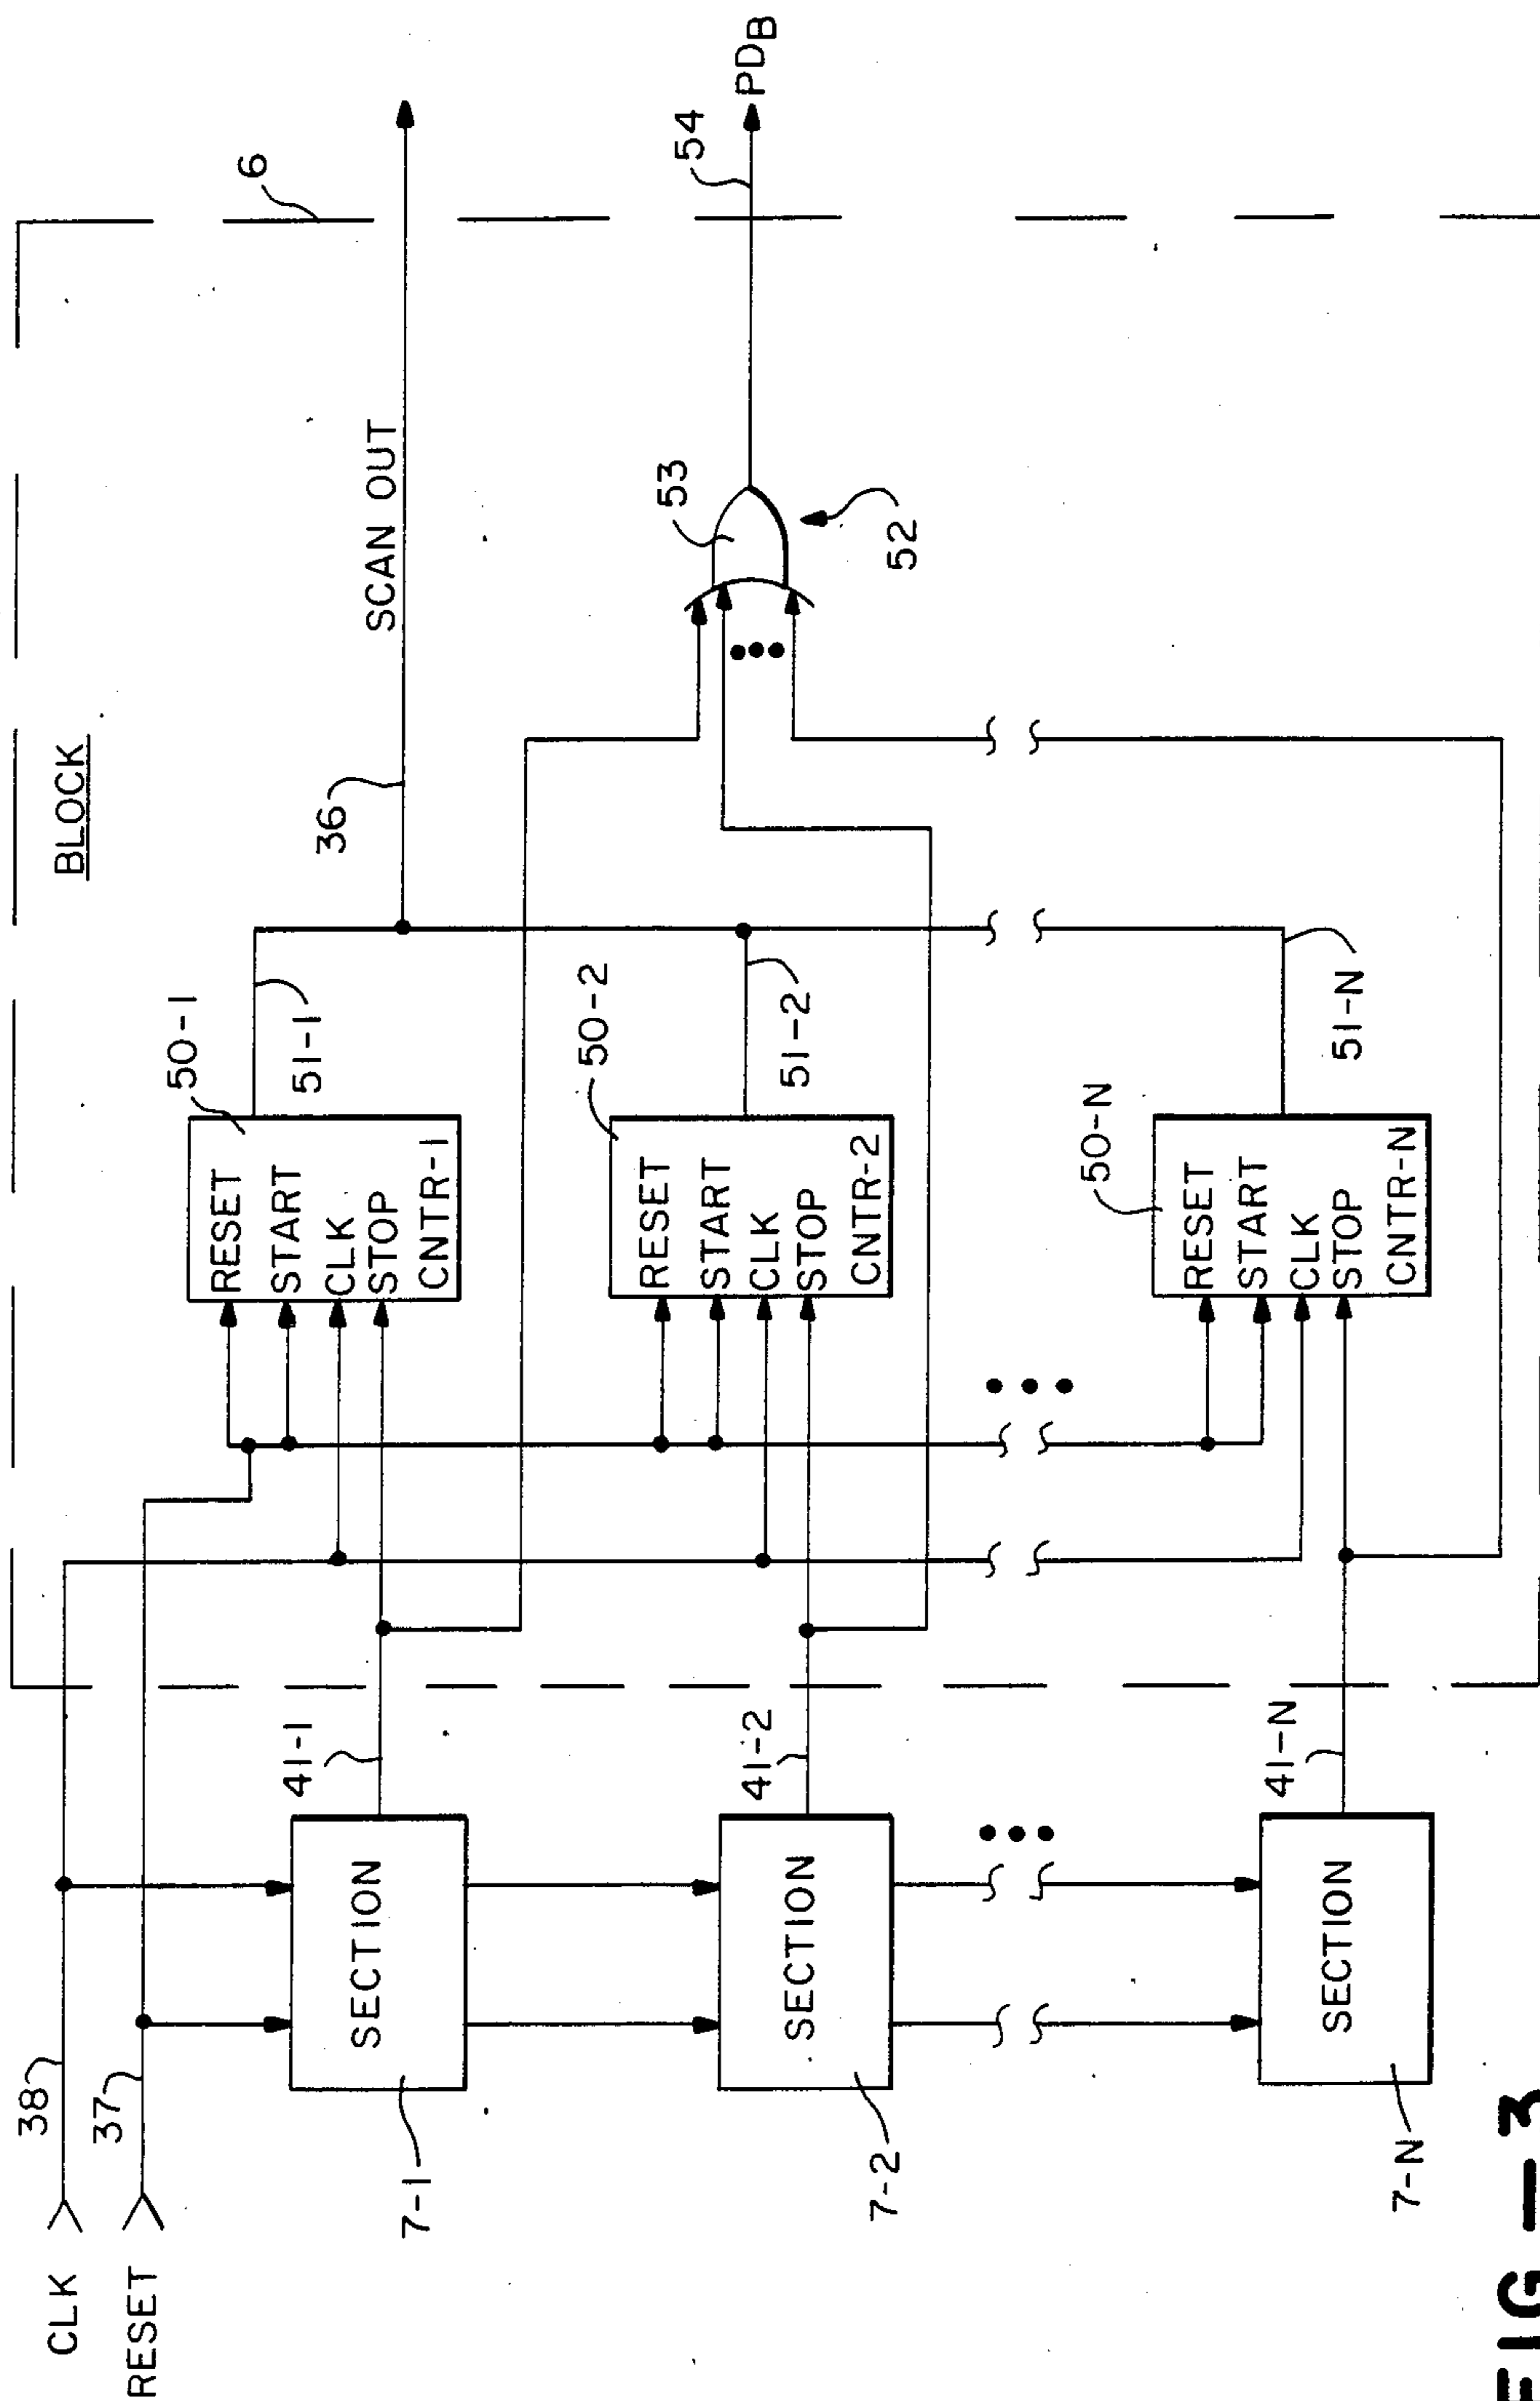 BLOCK
CLK
38
RESET
37
6
SCAN OUT
36
50-1
RESET
START
CLK
STOP
CNTR-1
51-1
SECTION
41-1
7-1
53
52
54
PDB
50-2
RESET
START
CLK
STOP
CNTR-2
51-2
SECTION
41-2
7-2
50-N
RESET
START
CLK
STOP
CNTR-N
51-N
SECTION
41-N
7-N
FIG-3